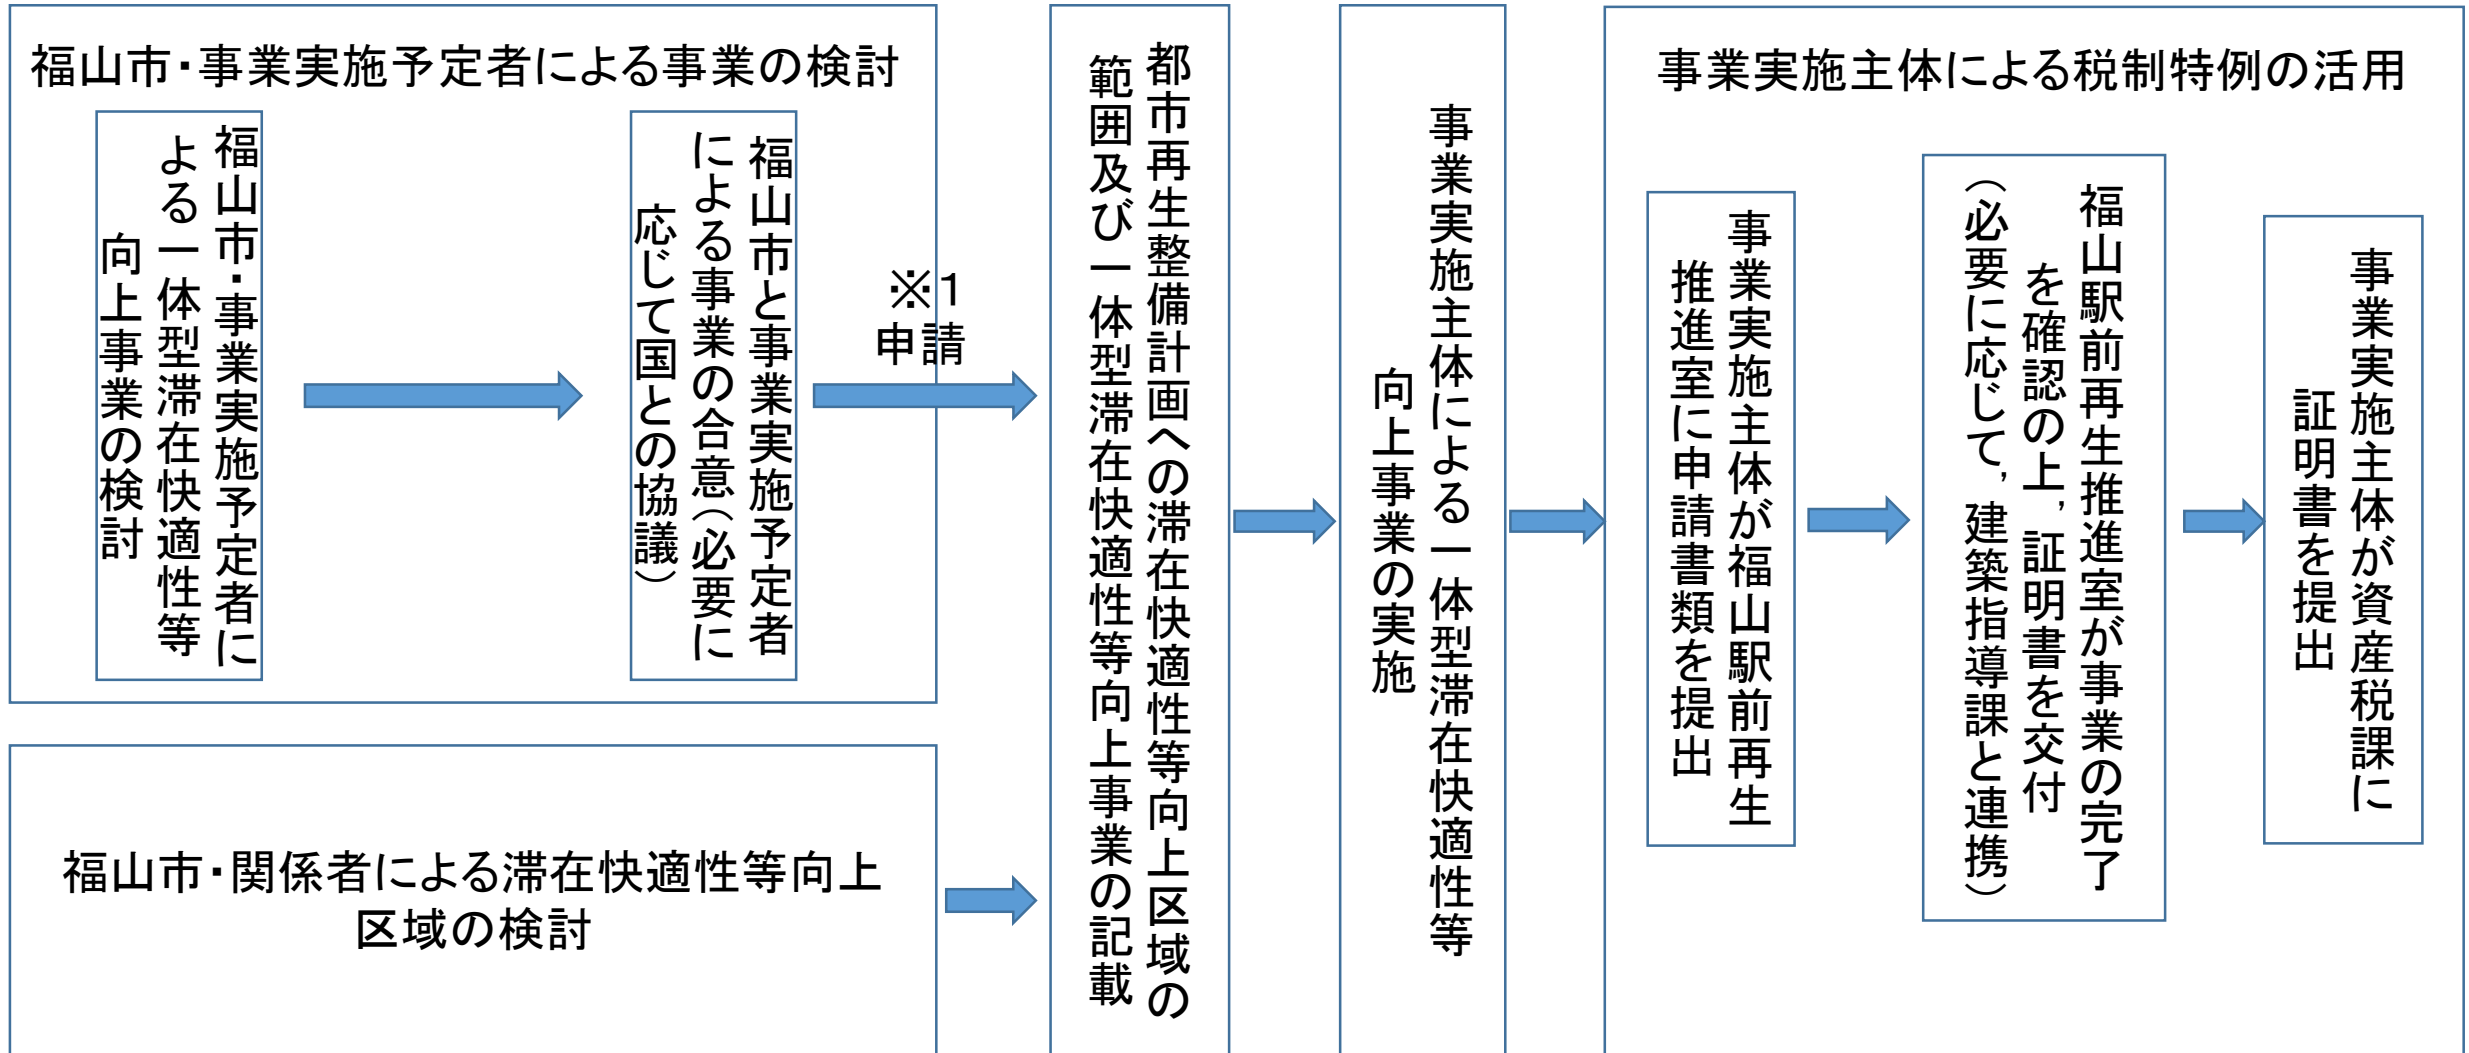 福山市・事業実施予定者による事業の検討
福山市・事業実施予定者に
よる一体型滞在快適性等
向上事業の検討
福山市と事業実施予定者
による事業の合意（必要に
応じて国との協議）
※1
申請
福山市・関係者による滞在快適性等向上
区域の検討
都市再生整備計画への滞在快適性等向上区域の
範囲及び一体型滞在快適性等向上事業の記載
事業実施主体による一体型滞在快適性等
向上事業の実施
事業実施主体による税制特例の活用
事業実施主体が福山駅前再生
推進室に申請書類を提出
福山駅前再生推進室が事業の完了
を確認の上，証明書を交付
（必要に応じて，建築指導課と連携）
事業実施主体が資産税課に
証明書を提出